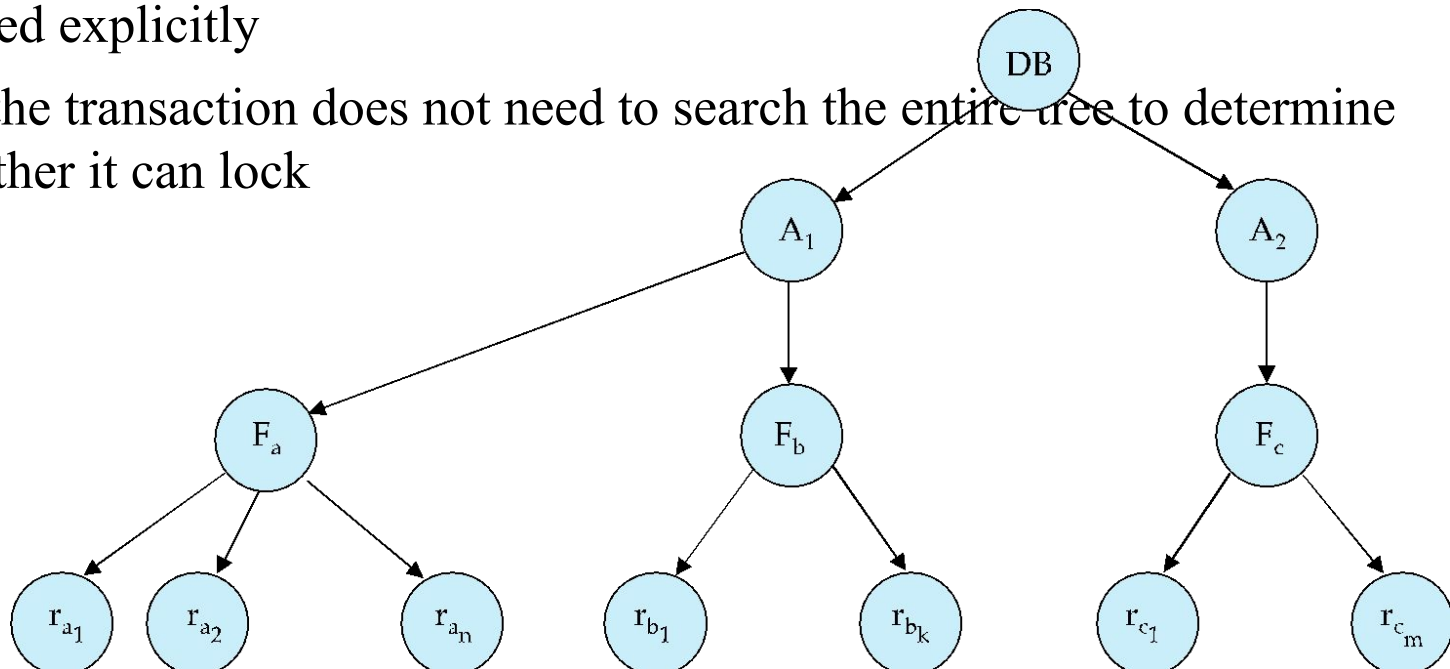 ed explicitly
DB
he transaction does not need to search the entire tree to determine
ther it can lock
A1 A2
Fa Fb Fc
ra1 ra2 ran rb1 rbk rc1 rcm